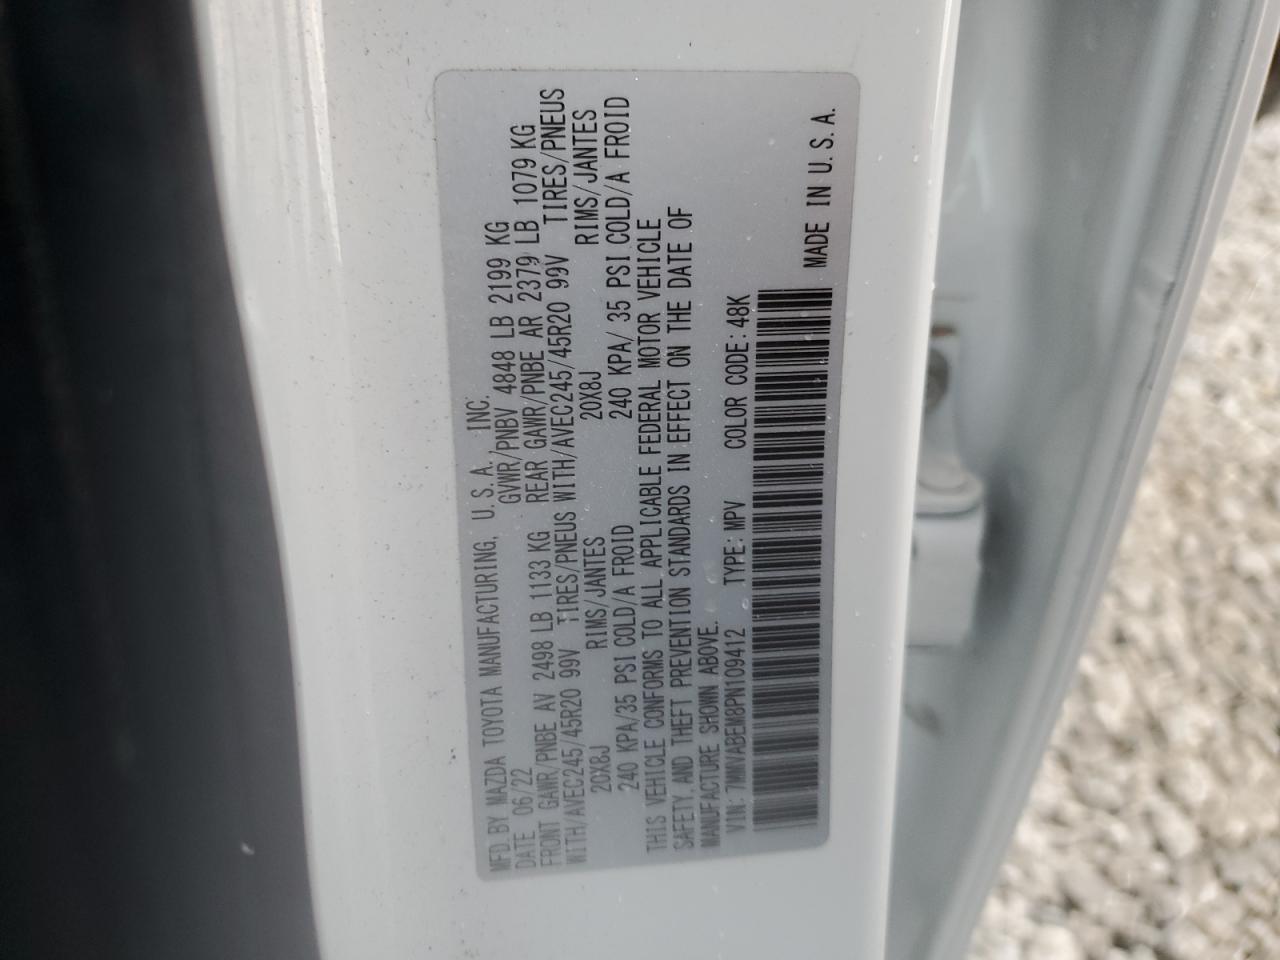 MFD. BY MAZDA TOYOTA MANUFACTURING, U.S.A. INC.
DATE 06/22 GVWR/PNBV 4848 LB 2199 KG
FRONT GAWR/PNBE AV 2498 LB 1133 KG REAR GAWR/PNBE AR 2379 LB 1079 KG
WITH/AVEC245/45R20 99V TIRES/PNEUS WITH/AVEC245/45R20 99V TIRES/PNEUS
20X8J RIMS/JANTES 20X8J RIMS/JANTES
240 KPA/35 PSI COLD/A FROID 240 KPA/ 35 PSI COLD/A FROID
THIS VEHICLE CONFORMS TO ALL APPLICABLE FEDERAL MOTOR VEHICLE
SAFETY, AND THEFT PREVENTION STANDARDS IN EFFECT ON THE DATE OF
MANUFACTURE SHOWN ABOVE.
VIN: 7MMVABEM8PN109412 TYPE: MPV COLOR CODE: 48K
MADE IN U.S.A.